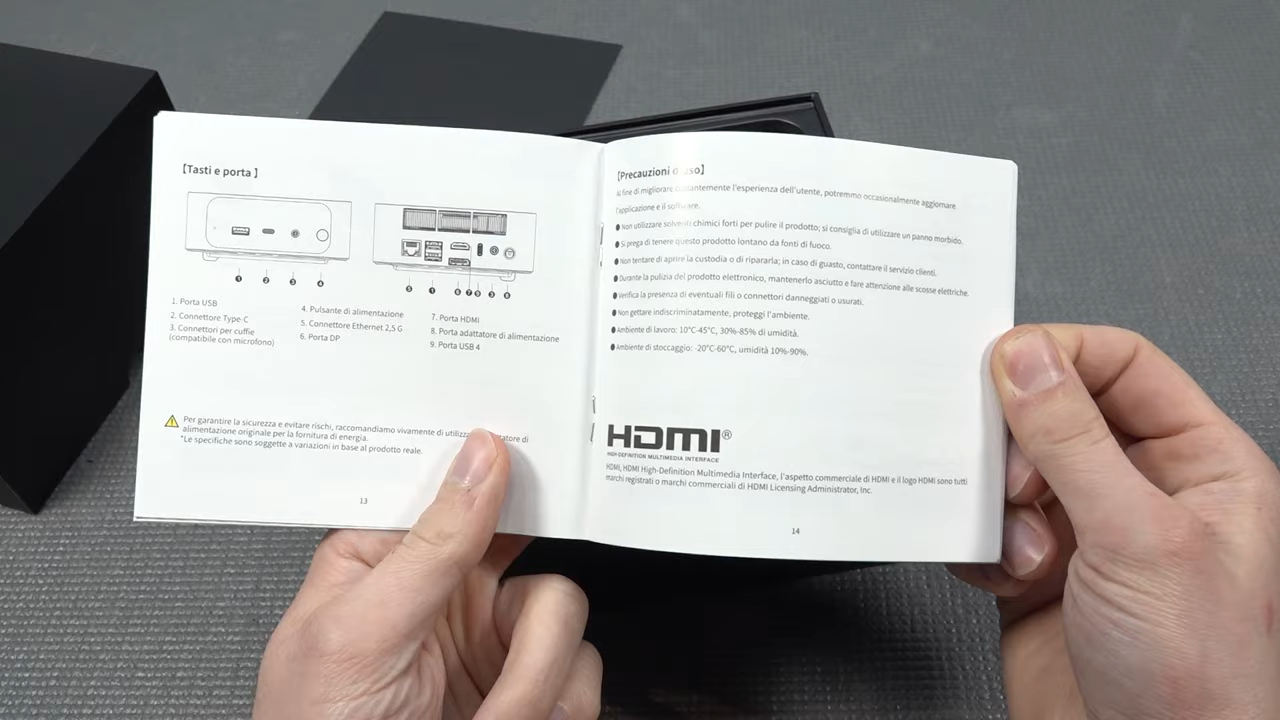 【Tasti e porta】
1 2 3 4
5 1 6 7 9 3 8
1. Porta USB
2. Connettore Type-C
3. Connettori per cuffie
(compatibile con microfono)
4. Pulsante di alimentazione
5. Connettore Ethernet 2,5 G
6. Porta DP
7. Porta HDMI
8. Porta adattatore di alimentazione
9. Porta USB 4
Per garantire la sicurezza e evitare rischi, raccomandiamo vivamente di di
alimentazione originale per la fornitura di energia.
*Le specifiche sono soggette a variazioni in base al prodotto reale.
13
【Precauzioni d'uso】
Al fine di migliorare costantemente l'esperienza dell'utente, potremmo occasionalmente aggiornare
l'applicazione e il software.
●Non utilizzare solventi chimici forti per pulire il prodotto; si consiglia di utilizzare un panno morbido.
●Si prega di tenere questo prodotto lontano da fonti di fuoco.
●Non tentare di aprire la custodia o di ripararla; in caso di guasto, contattare il servizio clienti.
●Durante la pulizia del prodotto elettronico, mantenerlo asciutto e fare attenzione alle scosse elettriche.
●Verifica la presenza di eventuali fili o connettori danneggiati o usurati.
●Non gettare indiscriminatamente, proteggi l'ambiente.
●Ambiente di lavoro: 10°C-45°C, 30%-85% di umidità.
●Ambiente di stoccaggio: -20°C-60°C, umidità 10%-90%.
HDMI®
HIGH-DEFINITION MULTIMEDIA INTERFACE
HDMI, HDMI High-Definition Multimedia Interface, l'aspetto commerciale di HDMI e il logo HDMI sono tutti
marchi registrati o marchi commerciali di HDMI Licensing Administrator, Inc.
14